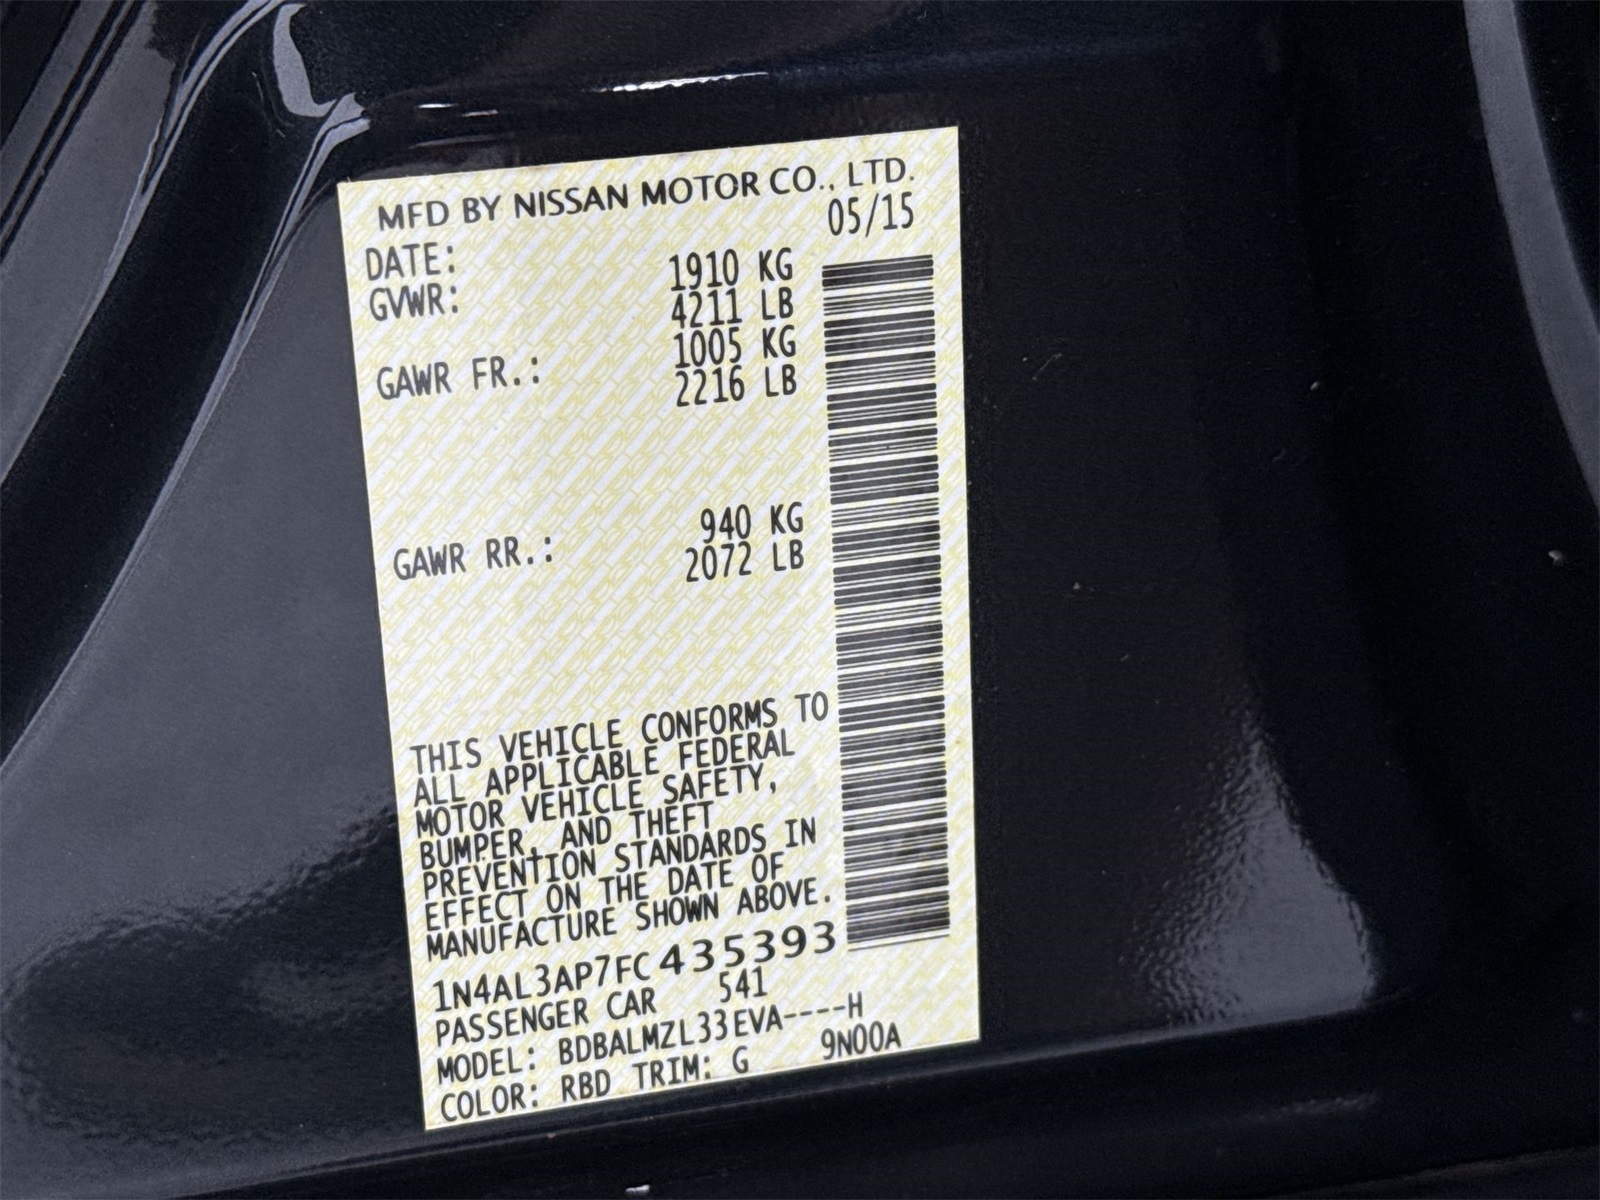 MFD BY NISSAN MOTOR CO., LTD.
DATE: 05/15
GVWR: 1910 KG
4211 LB
GAWR FR.: 1005 KG
2216 LB
GAWR RR.: 940 KG
2072 LB
THIS VEHICLE CONFORMS TO
ALL APPLICABLE FEDERAL
MOTOR VEHICLE SAFETY,
BUMPER, AND THEFT
PREVENTION STANDARDS IN
EFFECT ON THE DATE OF
MANUFACTURE SHOWN ABOVE.
1N4AL3AP7FC435393
PASSENGER CAR 541
MODEL: BDBALMZL33EVA----H
COLOR: RBD TRIM: G 9N00A